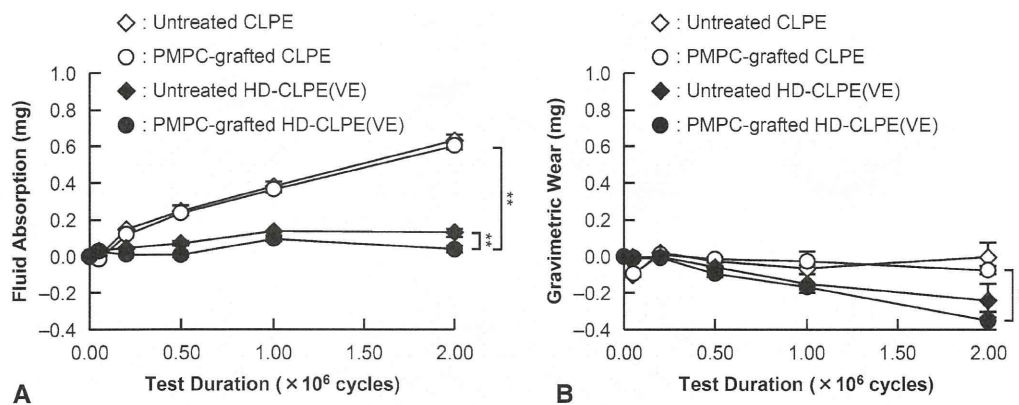 ◇ : Untreated CLPE
○ : PMPC-grafted CLPE
◆ : Untreated HD-CLPE(VE)
● : PMPC-grafted HD-CLPE(VE)
Fluid Absorption (mg)
1.0
0.8
0.6
0.4
0.2
0.0
−0.2
−0.4
**
**
0.00 0.50 1.00 2.00
Test Duration (×10⁶ cycles)
A
◇ : Untreated CLPE
○ : PMPC-grafted CLPE
◆ : Untreated HD-CLPE(VE)
● : PMPC-grafted HD-CLPE(VE)
Gravimetric Wear (mg)
1.0
0.8
0.6
0.4
0.2
0.0
−0.2
−0.4
0.00 0.50 1.00 2.00
Test Duration (×10⁶ cycles)
B